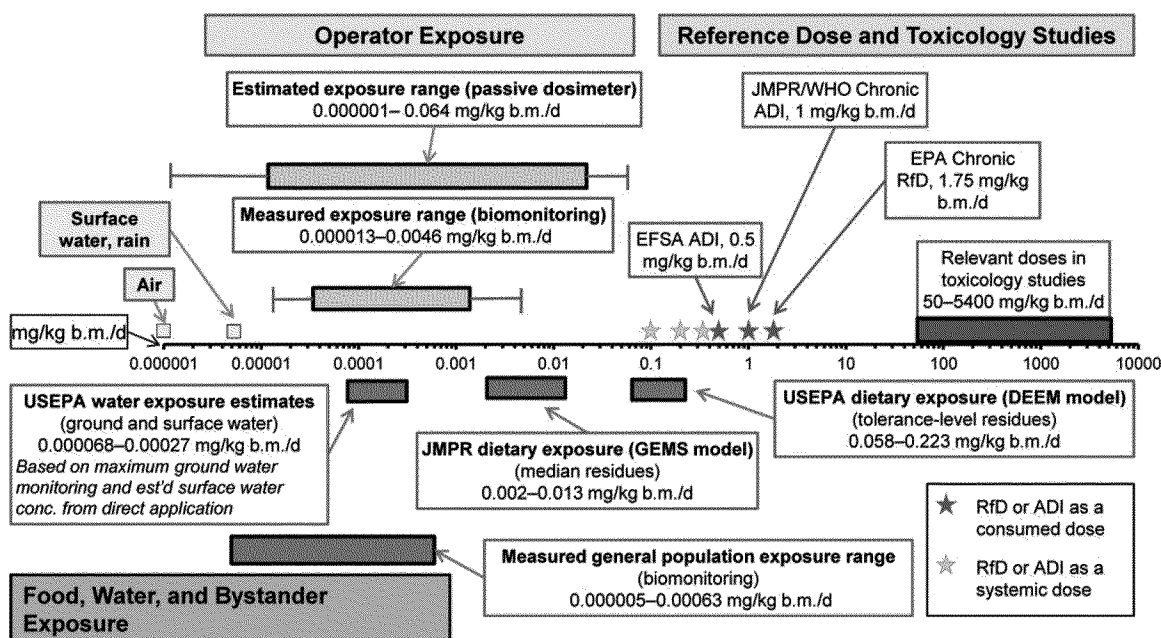 Operator Exposure
Reference Dose and Toxicology Studies
Estimated exposure range (passive dosimeter)
0.000001– 0.064 mg/kg b.m./d
JMPR/WHO Chronic
ADI, 1 mg/kg b.m./d
EPA Chronic
RfD, 1.75 mg/kg
b.m./d
Surface
water, rain
Measured exposure range (biomonitoring)
0.000013–0.0046 mg/kg b.m./d
EFSA ADI, 0.5
mg/kg b.m./d
Relevant doses in
toxicology studies
50–5400 mg/kg b.m./d
Air
mg/kg b.m./d
0.000001 0.00001 0.0001 0.001 0.01 0.1 1 10 100 1000 10000
USEPA water exposure estimates
(ground and surface water)
0.000068–0.00027 mg/kg b.m./d
Based on maximum ground water
monitoring and est'd surface water
conc. from direct application
JMPR dietary exposure (GEMS model)
(median residues)
0.002–0.013 mg/kg b.m./d
USEPA dietary exposure (DEEM model)
(tolerance-level residues)
0.058–0.223 mg/kg b.m./d
RfD or ADI as a
consumed dose
RfD or ADI as a
systemic dose
Measured general population exposure range
(biomonitoring)
0.000005–0.00063 mg/kg b.m./d
Food, Water, and Bystander
Exposure